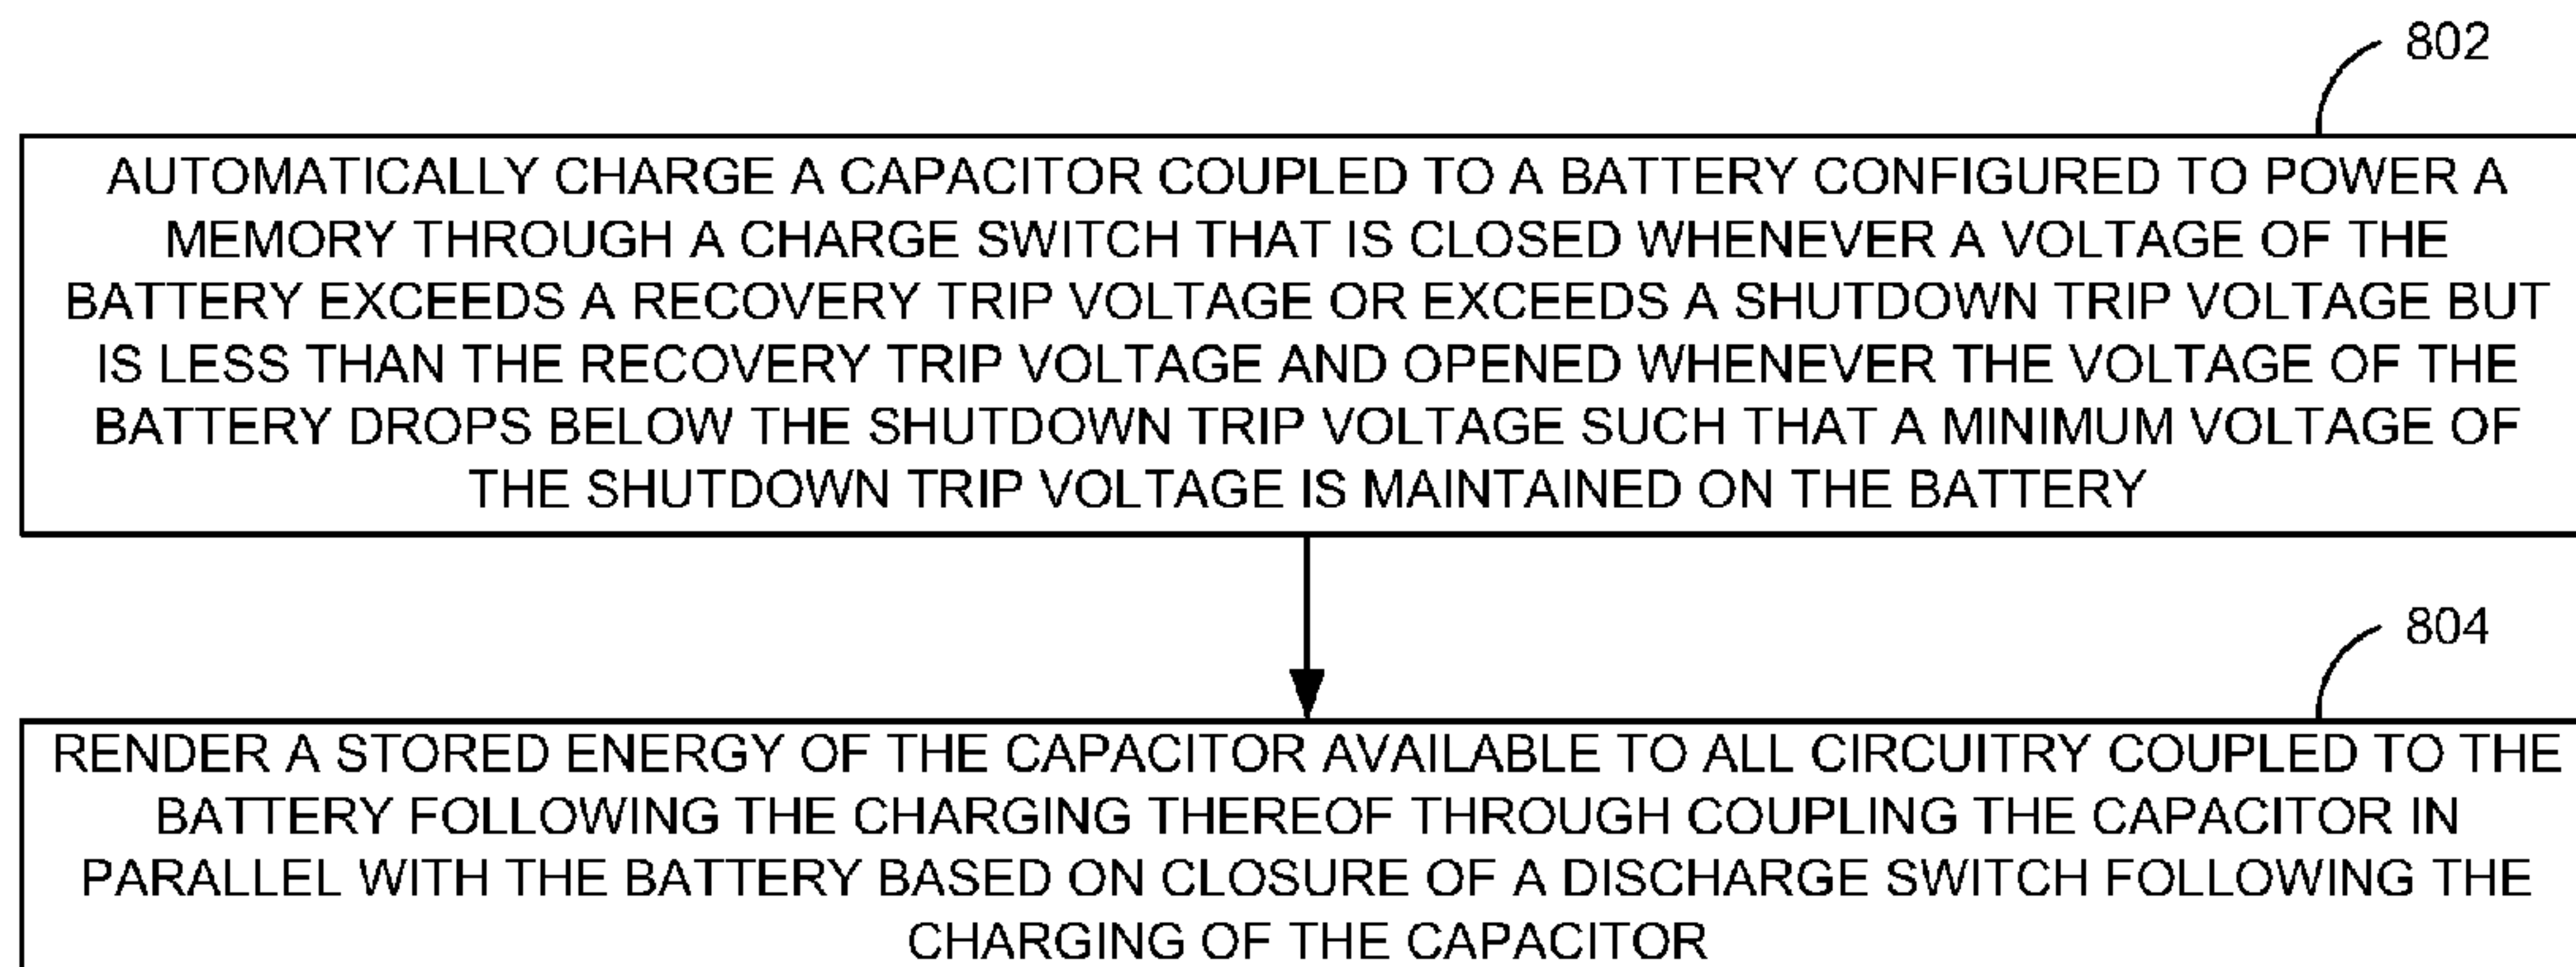 802
AUTOMATICALLY CHARGE A CAPACITOR COUPLED TO A BATTERY CONFIGURED TO POWER A
MEMORY THROUGH A CHARGE SWITCH THAT IS CLOSED WHENEVER A VOLTAGE OF THE
BATTERY EXCEEDS A RECOVERY TRIP VOLTAGE OR EXCEEDS A SHUTDOWN TRIP VOLTAGE BUT
IS LESS THAN THE RECOVERY TRIP VOLTAGE AND OPENED WHENEVER THE VOLTAGE OF THE
BATTERY DROPS BELOW THE SHUTDOWN TRIP VOLTAGE SUCH THAT A MINIMUM VOLTAGE OF
THE SHUTDOWN TRIP VOLTAGE IS MAINTAINED ON THE BATTERY
804
RENDER A STORED ENERGY OF THE CAPACITOR AVAILABLE TO ALL CIRCUITRY COUPLED TO THE
BATTERY FOLLOWING THE CHARGING THEREOF THROUGH COUPLING THE CAPACITOR IN
PARALLEL WITH THE BATTERY BASED ON CLOSURE OF A DISCHARGE SWITCH FOLLOWING THE
CHARGING OF THE CAPACITOR